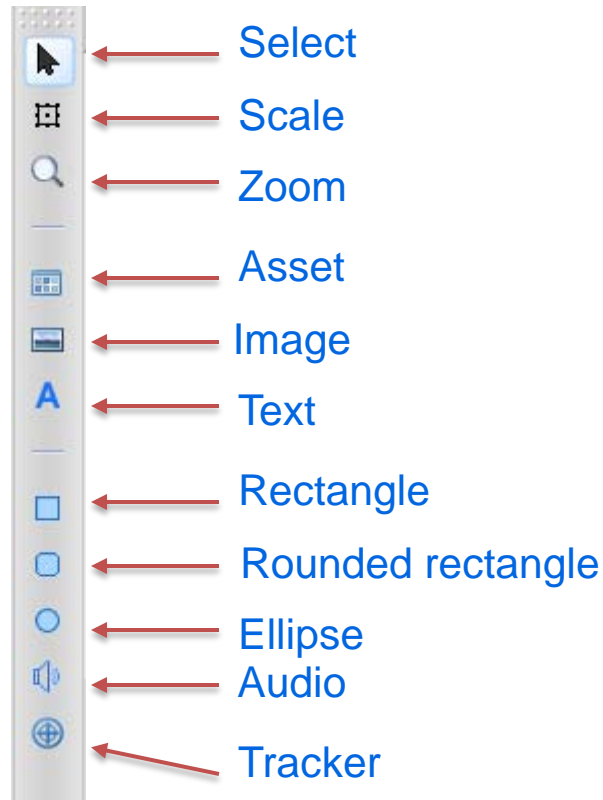 Select
Scale
Zoom
Asset
Image
A
Text
Rectangle
Rounded rectangle
Ellipse
Audio
Tracker